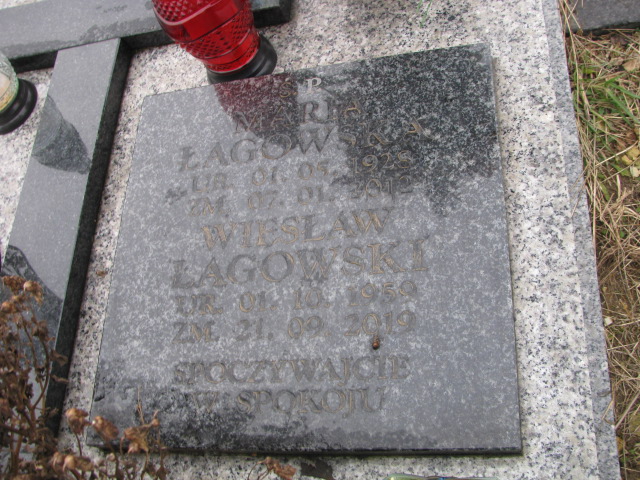 Ś P
MARIA
ŁAGOWSKA
UR. 01. 05. 1928
ZM. 07. 01. 2012
WIESŁAW
ŁAGOWSKI
UR. 01. 10. 1959
ZM. 21. 09. 2019
SPOCZYWAJCIE
W SPOKOJU